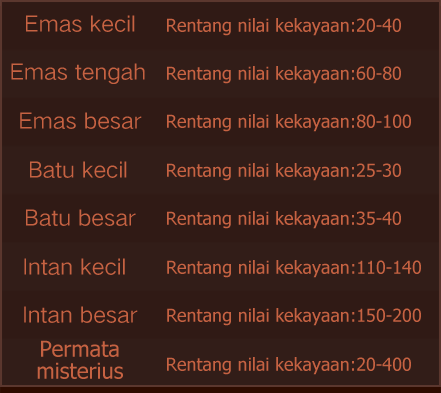 Emas kecil Rentang nilai kekayaan:20-40
Emas tengah Rentang nilai kekayaan:60-80
Emas besar Rentang nilai kekayaan:80-100
Batu kecil Rentang nilai kekayaan:25-30
Batu besar Rentang nilai kekayaan:35-40
Intan kecil Rentang nilai kekayaan:110-140
Intan besar Rentang nilai kekayaan:150-200
Permata
misterius Rentang nilai kekayaan:20-400